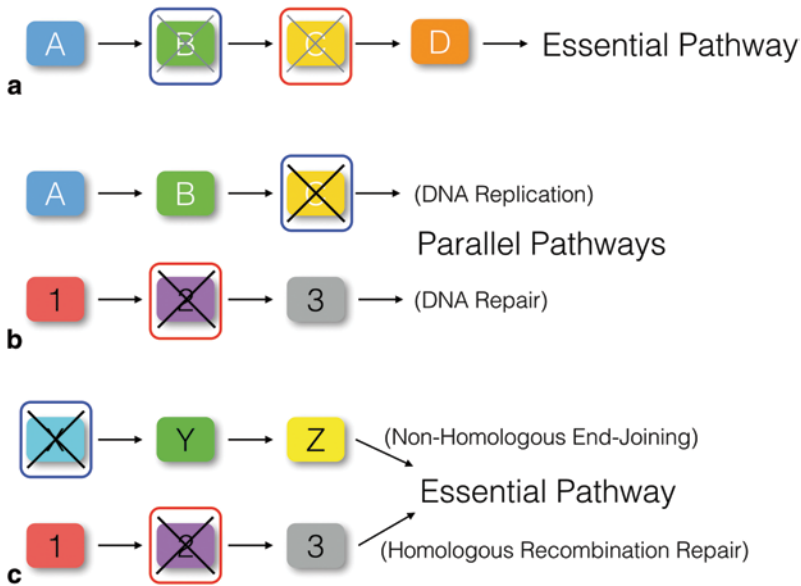 A B C D Essential Pathway
a
A B C (DNA Replication)
Parallel Pathways
1 2 3 (DNA Repair)
b
X Y Z (Non-Homologous End-Joining)
Essential Pathway
1 2 3 (Homologous Recombination Repair)
c